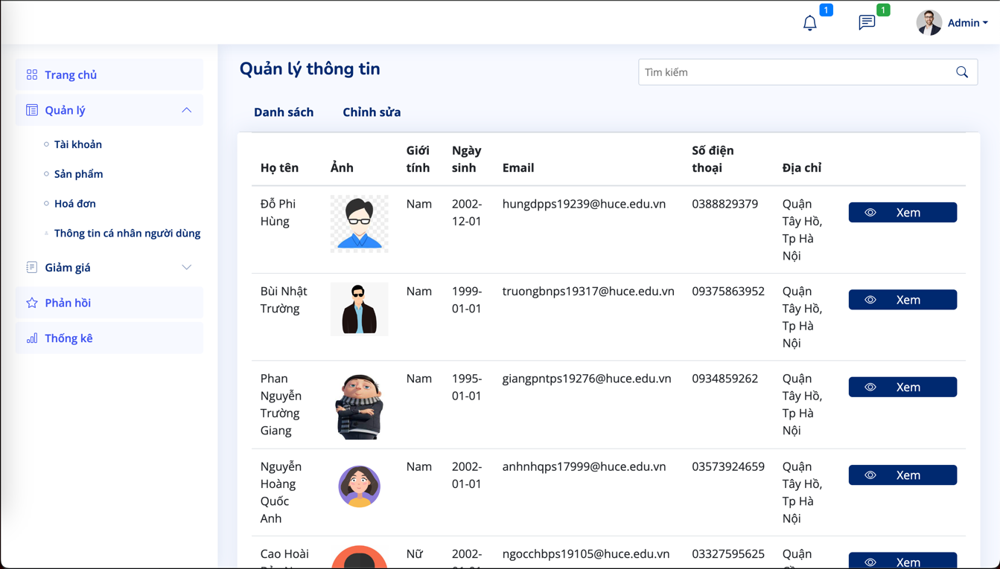 1
1
Admin
Trang chủ
Quản lý
Tài khoản
Sản phẩm
Hoá đơn
Thông tin cá nhân người dùng
Giảm giá
Phản hồi
Thống kê
Quản lý thông tin
Tìm kiếm
Danh sách Chỉnh sửa
Họ tên Ảnh Giới tính Ngày sinh Email Số điện thoại Địa chỉ
Đỗ Phi Nam 2002- hungdpps19239@huce.edu.vn 0388829379 Quận Xem
Hùng 12-01 Tây Hồ,
Tp Hà
Nội
Bùi Nhật Nam 1999- truongbnps19317@huce.edu.vn 09375863952 Quận Xem
Trường 01-01 Tây Hồ,
Tp Hà
Nội
Phan Nam 1995- giangpntps19276@huce.edu.vn 0934859262 Quận Xem
Nguyễn 01-01 Tây Hồ,
Trường Tp Hà
Giang Nội
Nguyễn Nam 2002- anhnhqps17999@huce.edu.vn 03573924659 Quận Xem
Hoàng 01-01 Tây Hồ,
Quốc Tp Hà
Anh Nội
Cao Hoài Nữ 2002- ngocchbps19105@huce.edu.vn 03327595625 Quận Xem